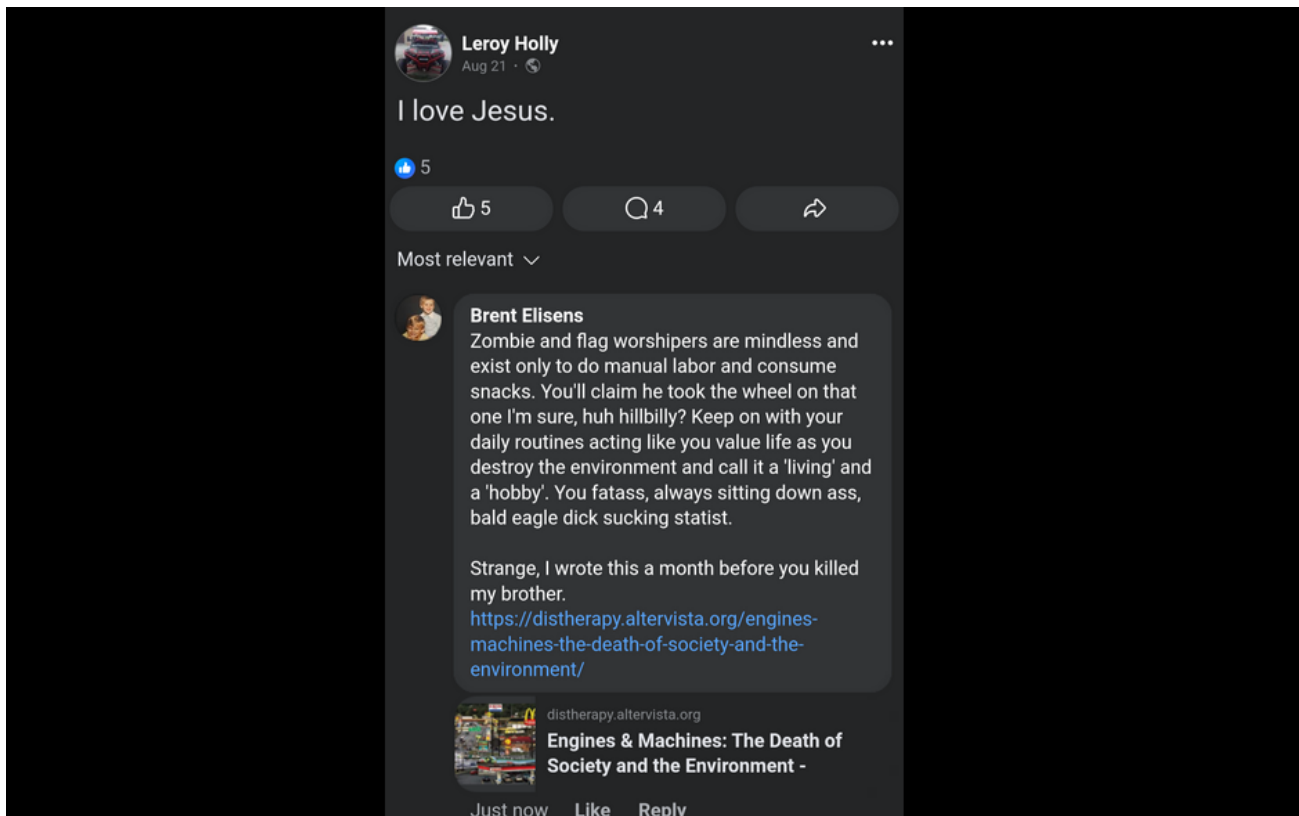 Leroy Holly
Aug 21 ·
I love Jesus.
5
5
4
Most relevant
Brent Elisens
Zombie and flag worshipers are mindless and
exist only to do manual labor and consume
snacks. You'll claim he took the wheel on that
one I'm sure, huh hillbilly? Keep on with your
daily routines acting like you value life as you
destroy the environment and call it a 'living' and
a 'hobby'. You fatass, always sitting down ass,
bald eagle dick sucking statist.
Strange, I wrote this a month before you killed
my brother.
https://distherapy.altervista.org/engines-
machines-the-death-of-society-and-the-
environment/
distherapy.altervista.org
Engines & Machines: The Death of
Society and the Environment -
Just now Like Reply